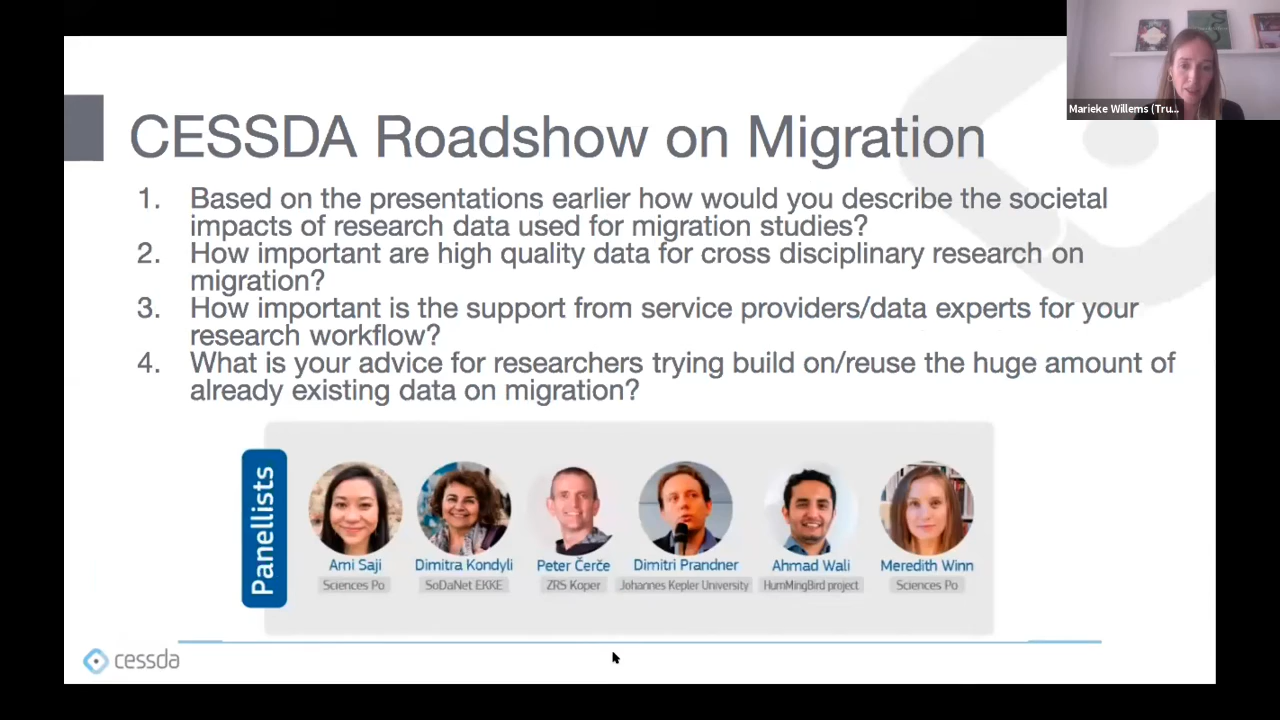 Marieke Willems (Tru...
CESSDA Roadshow on Migration
1. Based on the presentations earlier how would you describe the societal
impacts of research data used for migration studies?
2. How important are high quality data for cross disciplinary research on
migration?
3. How important is the support from service providers/data experts for your
research workflow?
4. What is your advice for researchers trying build on/reuse the huge amount of
already existing data on migration?
Panellists
Ami Saji
Sciences Po
Dimitra Kondyli
SoDaNet EKKE
Peter Čerče
ZRS Koper
Dimitri Prandner
Johannes Kepler University
Ahmad Wali
HumMingBird project
Meredith Winn
Sciences Po
cessda